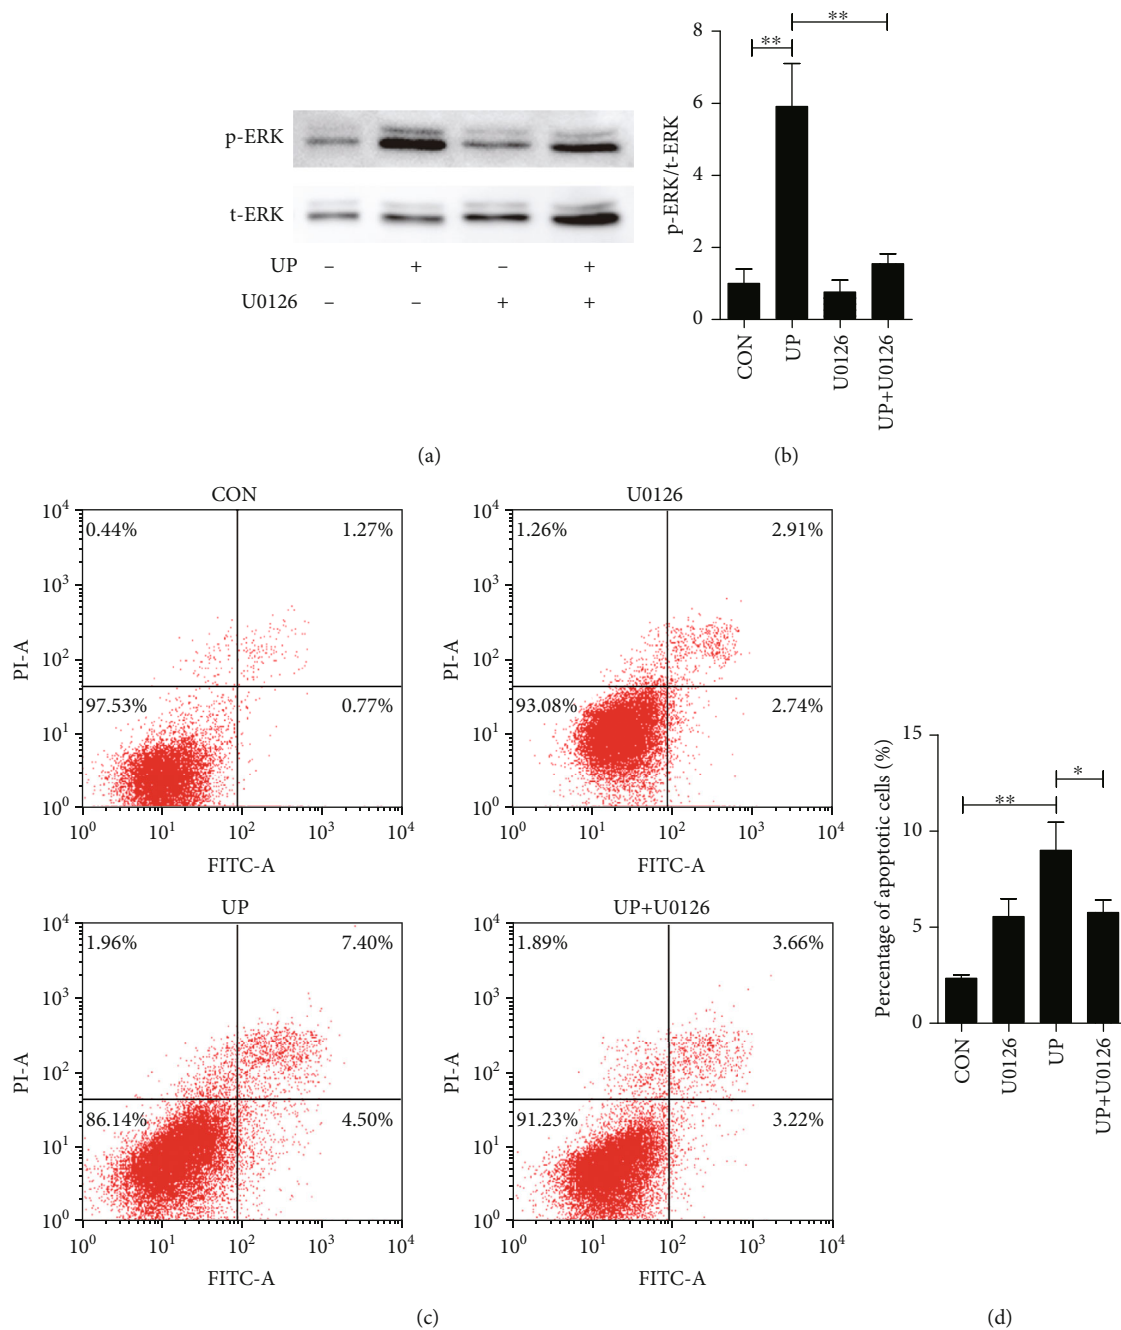 p-ERK
t-ERK
UP – + – +
U0126 – – + +
(a)
** **
p-ERK/t-ERK
8
6
4
2
0
CON UP U0126 UP+U0126
(b)
CON
PI-A
10^4
10^3
10^2
10^1
10^0
0.44% 1.27%
97.53% 0.77%
10^0 10^1 10^2 10^3 10^4
FITC-A
U0126
PI-A
10^4
10^3
10^2
10^1
10^0
1.26% 2.91%
93.08% 2.74%
10^0 10^1 10^2 10^3 10^4
FITC-A
UP
PI-A
10^4
10^3
10^2
10^1
10^0
1.96% 7.40%
86.14% 4.50%
10^0 10^1 10^2 10^3 10^4
FITC-A
UP+U0126
PI-A
10^4
10^3
10^2
10^1
10^0
1.89% 3.66%
91.23% 3.22%
10^0 10^1 10^2 10^3 10^4
FITC-A
(c)
Percentage of apoptotic cells (%)
15
10
5
0
** *
CON U0126 UP UP+U0126
(d)